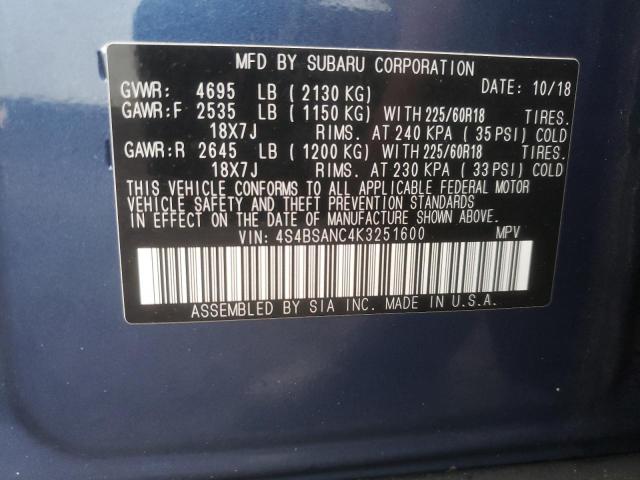 MFD BY SUBARU CORPORATION
GVWR: 4695 LB ( 2130 KG) DATE: 10/18
GAWR:F 2535 LB ( 1150 KG) WITH 225/60R18 TIRES.
18X7J RIMS. AT 240 KPA ( 35 PSI) COLD
GAWR:R 2645 LB ( 1200 KG) WITH 225/60R18 TIRES.
18X7J RIMS. AT 230 KPA ( 33 PSI) COLD
THIS VEHICLE CONFORMS TO ALL APPLICABLE FEDERAL MOTOR
VEHICLE SAFETY AND THEFT PREVENTION STANDARDS
IN EFFECT ON THE DATE OF MANUFACTURE SHOWN ABOVE.
VIN: 4S4BSANC4K3251600 MPV
ASSEMBLED BY SIA INC. MADE IN U.S.A.